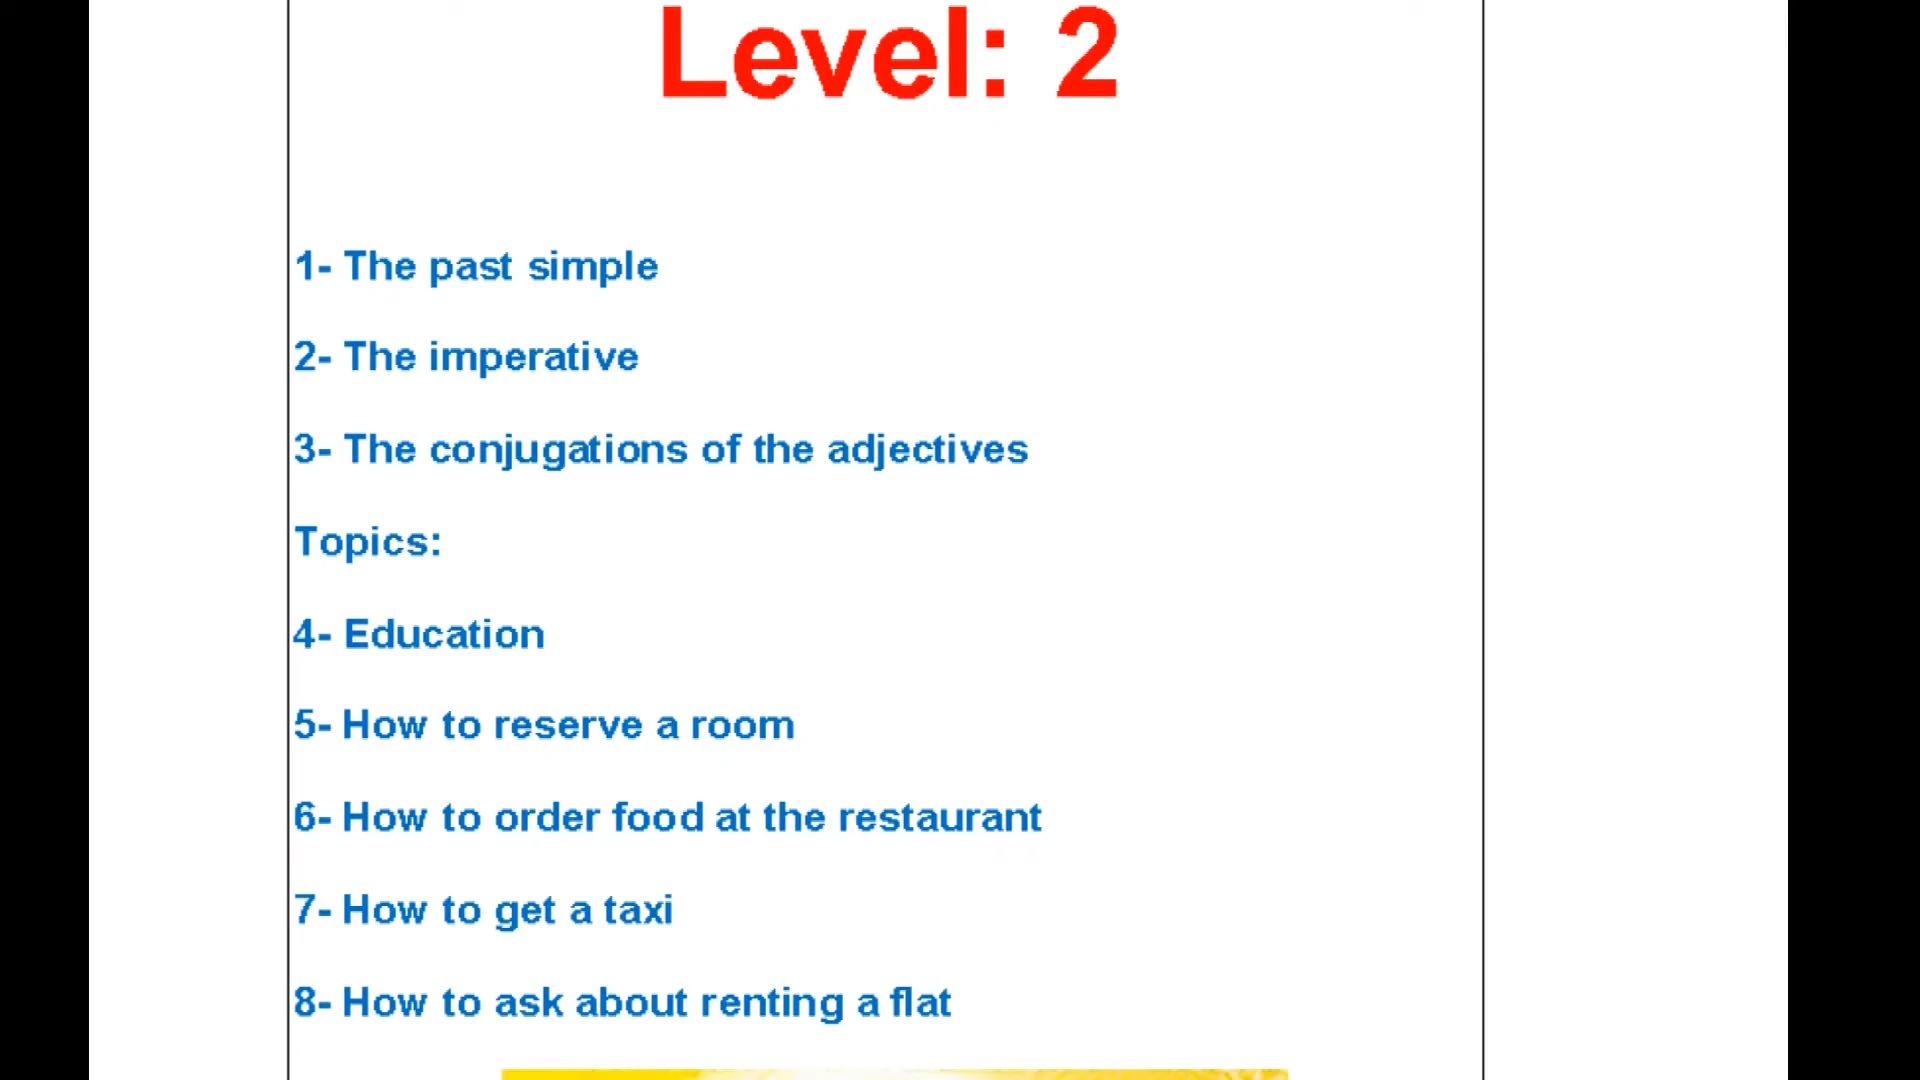 Level: 2
1- The past simple
2- The imperative
3- The conjugations of the adjectives
Topics:
4- Education
5- How to reserve a room
6- How to order food at the restaurant
7- How to get a taxi
8- How to ask about renting a flat